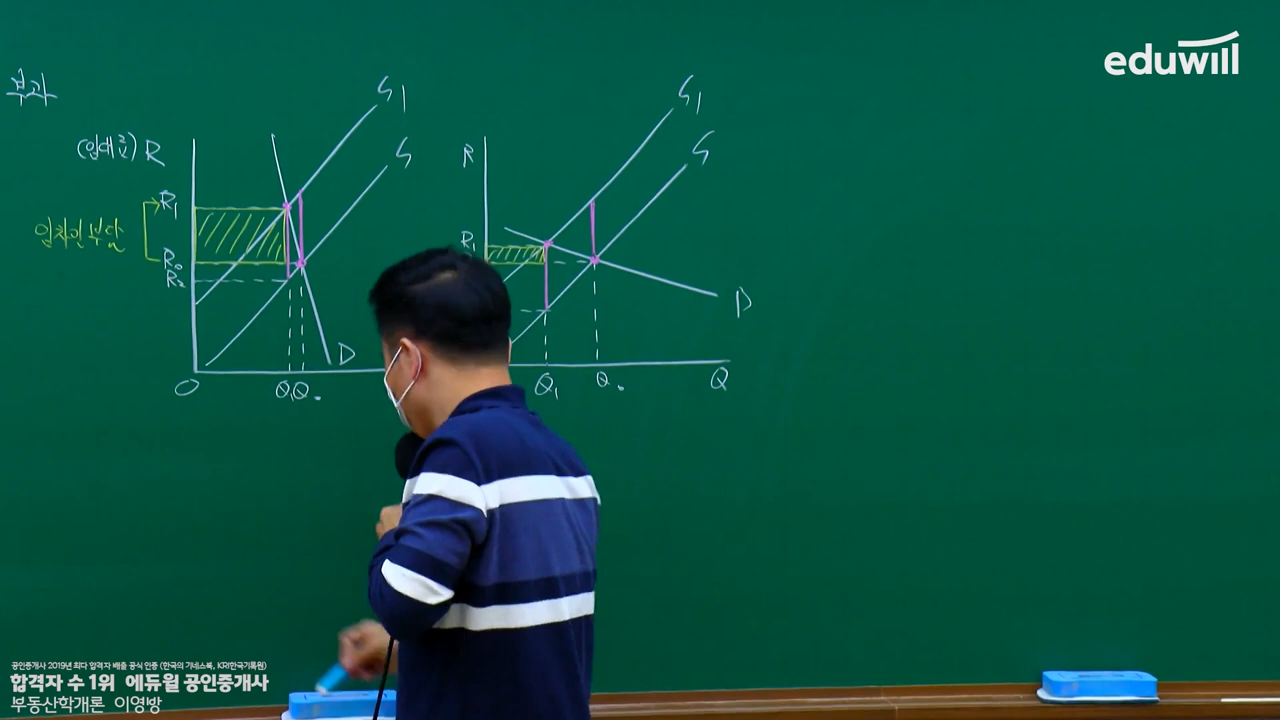 eduwill
부과
(임대료) R
S1
S
R1
임차인 부담
R0
R2
D
O
Q1 Q0
R
S1
S
R1
D
Q1
Q0
Q
공인중개사 2019년 최다 합격자 배출 공식 인증 (한국의 기네스북, KRI한국기록원)
합격자 수 1위 에듀윌 공인중개사
부동산학개론 이영방